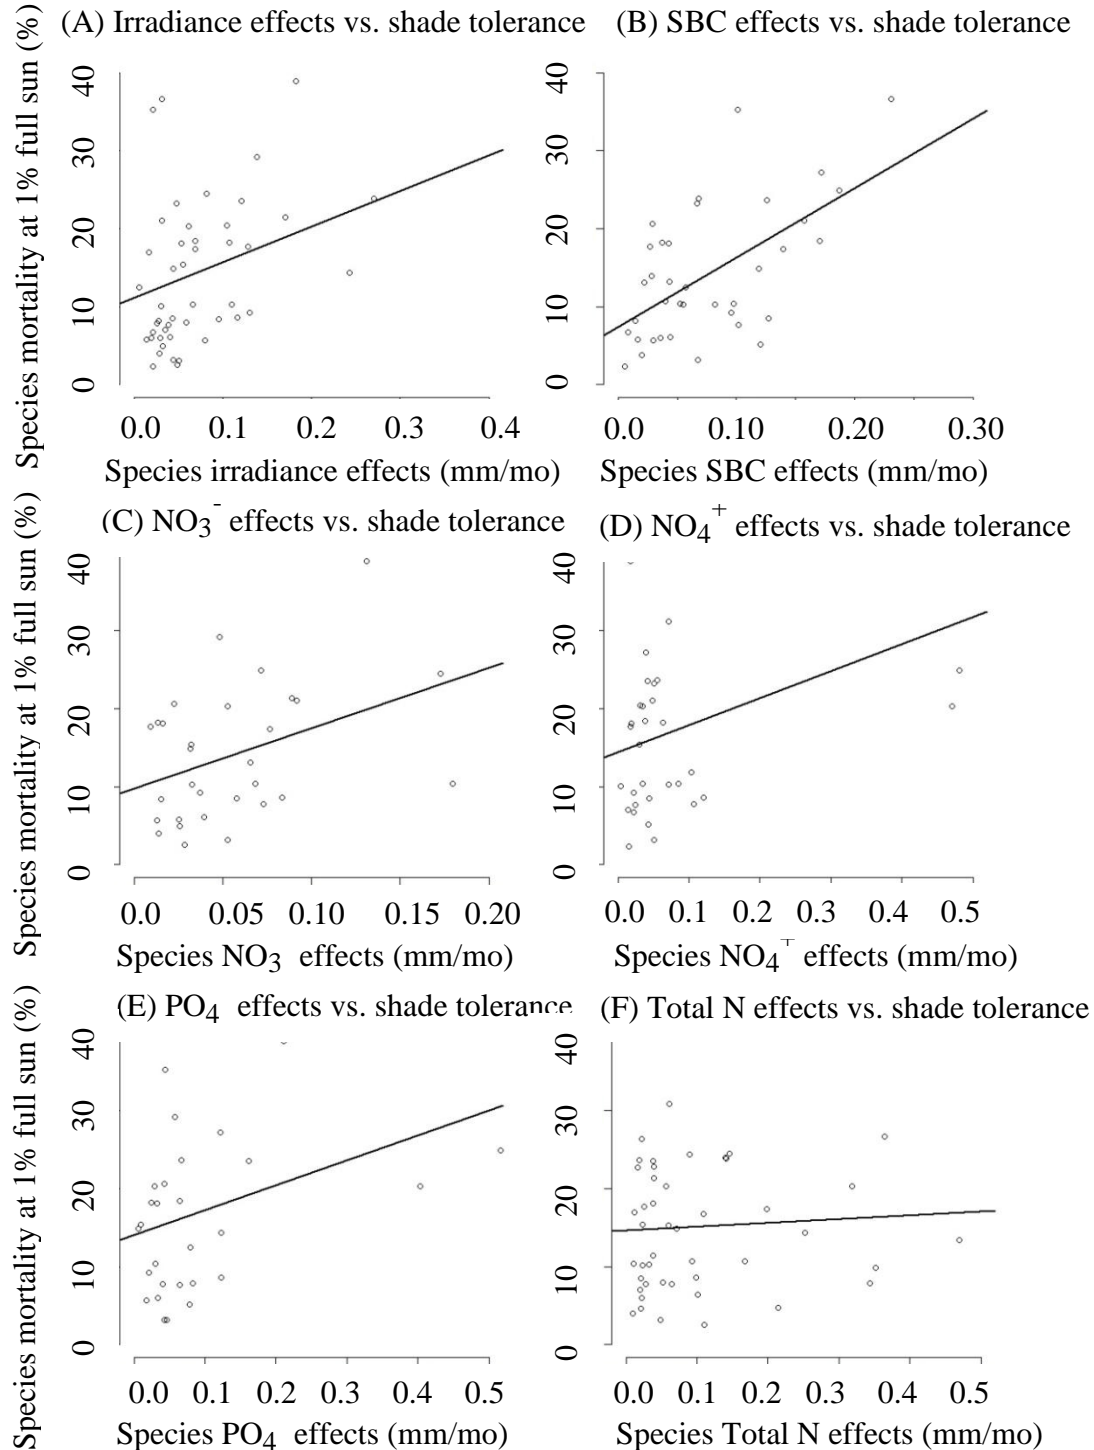 (A) Irradiance effects vs. shade tolerance
Species mortality at 1% full sun (%)
40
30
20
10
0
0.0 0.1 0.2 0.3 0.4
Species irradiance effects (mm/mo)
(B) SBC effects vs. shade tolerance
40
30
20
10
0
0.0 0.10 0.20 0.30
Species SBC effects (mm/mo)
(C) NO3- effects vs. shade tolerance
Species mortality at 1% full sun (%)
40
30
20
10
0
0.0 0.05 0.10 0.15 0.20
Species NO3 effects (mm/mo)
(D) NO4+ effects vs. shade tolerance
40
30
20
10
0
0.0 0.1 0.2 0.3 0.4 0.5
Species NO4+ effects (mm/mo)
(E) PO4 effects vs. shade tolerance
Species mortality at 1% full sun (%)
40
30
20
10
0
0.0 0.1 0.2 0.3 0.4 0.5
Species PO4 effects (mm/mo)
(F) Total N effects vs. shade tolerance
40
30
20
10
0
0.0 0.1 0.2 0.3 0.4 0.5
Species Total N effects (mm/mo)